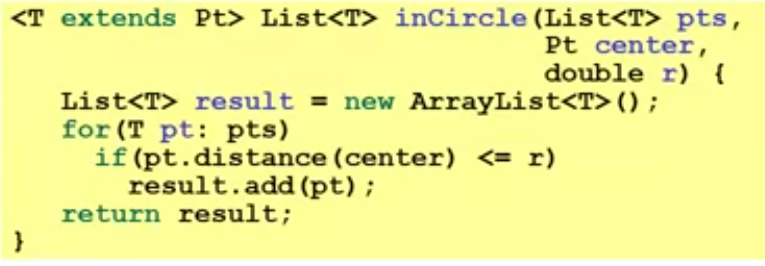 <T extends Pt> List<T> inCircle(List<T> pts,
Pt center,
double r) {
List<T> result = new ArrayList<T>();
for(T pt: pts)
if(pt.distance(center) <= r)
result.add(pt);
return result;
}